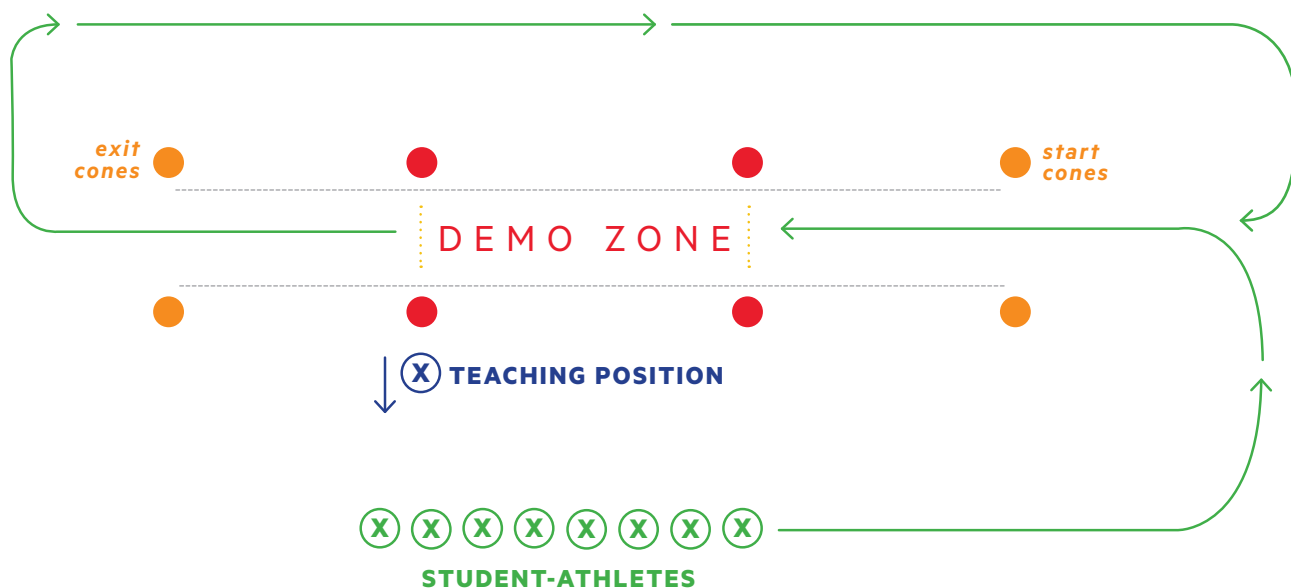 exit
cones
start
cones
DEMO ZONE
X TEACHING POSITION
X X X X X X X X
STUDENT-ATHLETES